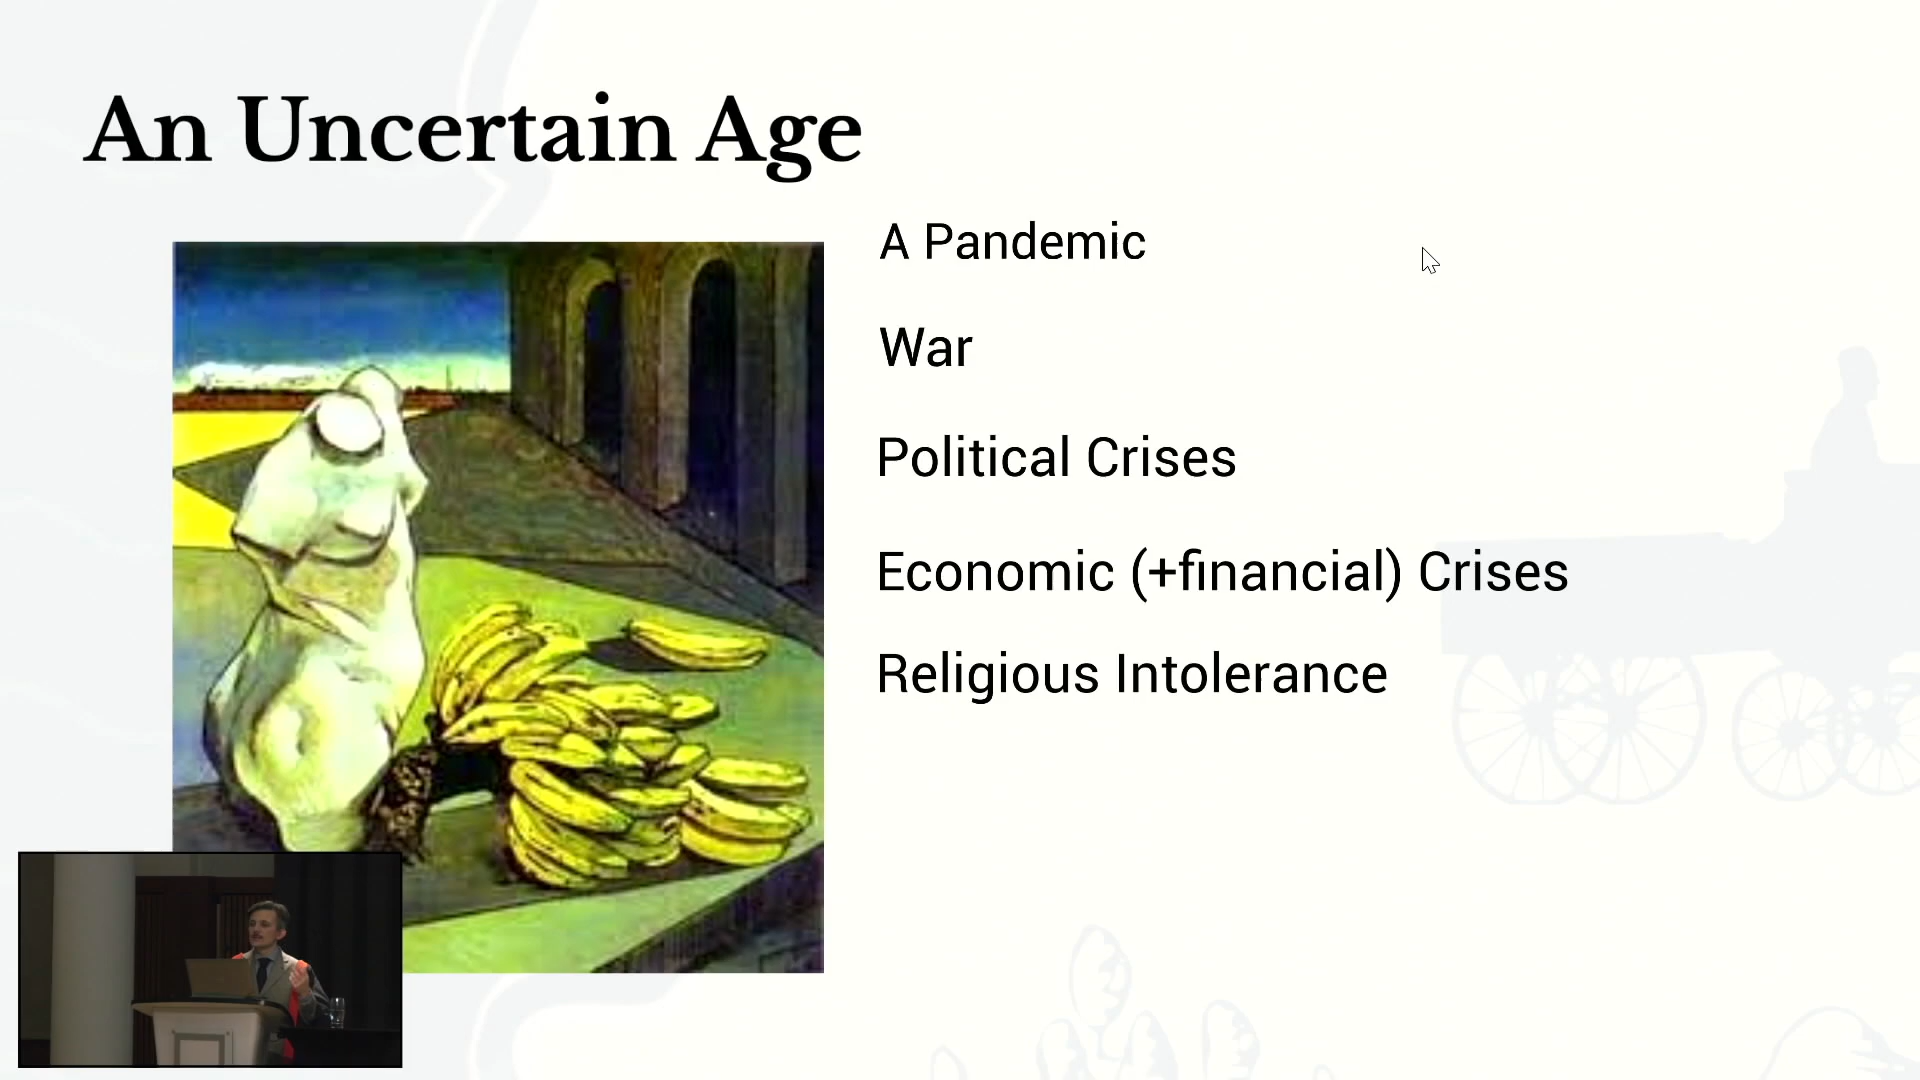 An Uncertain Age
A Pandemic
War
Political Crises
Economic (+financial) Crises
Religious Intolerance